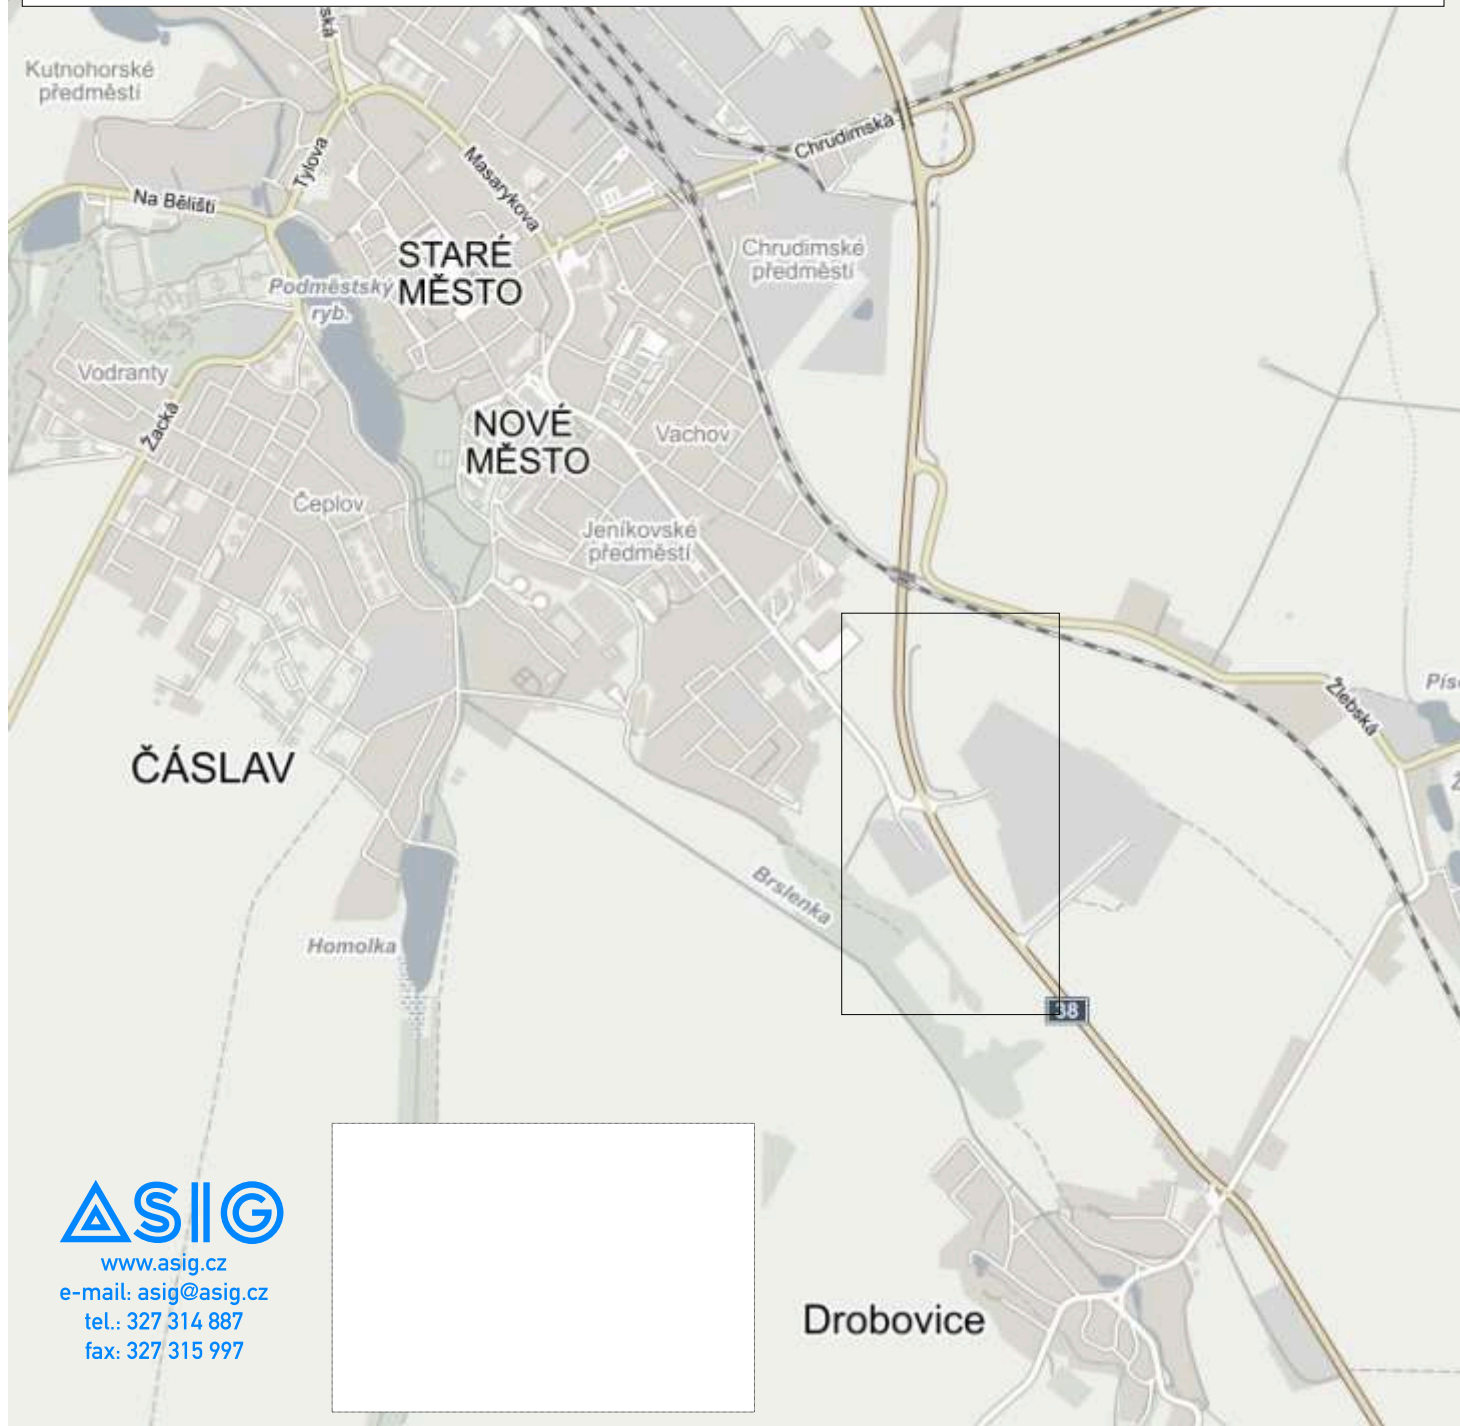 ská
Kutnohorské
předměstí
Chrudimská
Tylova
Masarykova
Na Bělišti
STARÉ
MĚSTO
Chrudimské
předměstí
Podměstský
ryb.
Vodranty
Žacká
NOVÉ
MĚSTO
Vachov
Čeplov
Jeníkovské
předměstí
Žlebská
Pís
ČÁSLAV
Ž
Brslenka
Homolka
38
ASIG
www.asig.cz
e-mail: asig@asig.cz
tel.: 327 314 887
fax: 327 315 997
Drobovice